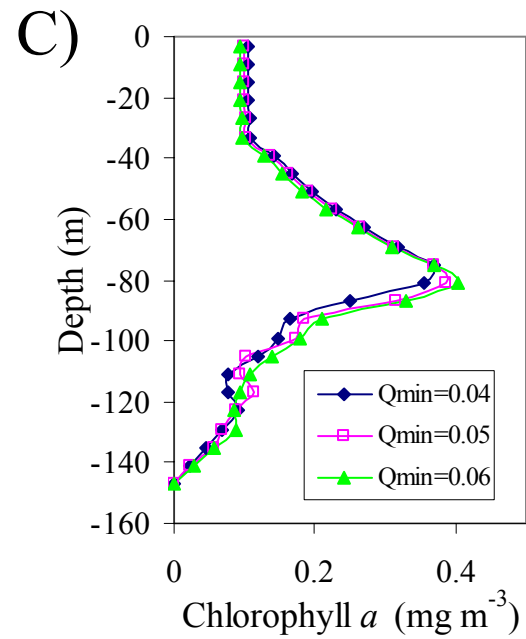 C)
0
-20
-40
-60
-80
-100
-120
-140
-160
Depth (m)
Qmin=0.04
Qmin=0.05
Qmin=0.06
0 0.2 0.4
Chlorophyll a (mg m⁻³)